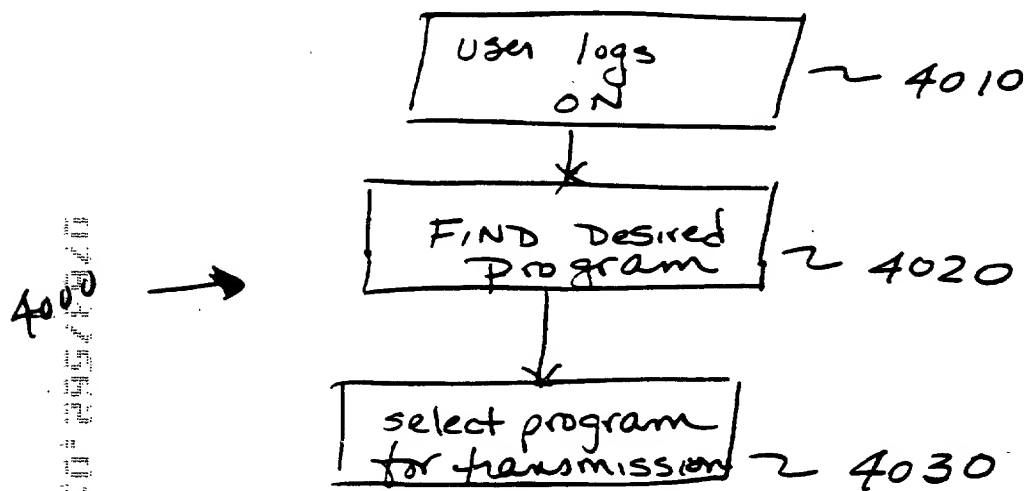 User logs
ON
4010
FIND Desired
program
4020
4000
select program
for transmission
4030